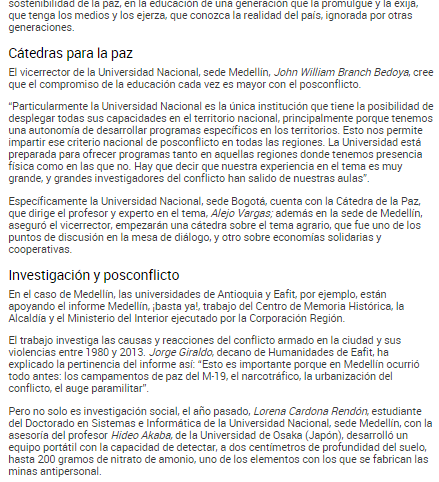 sostenibilidad de la paz, en la educación de una generación que la promulgue y la exija,
que tenga los medios y los ejerza, que conozca la realidad del país, ignorada por otras
generaciones.
Cátedras para la paz
El vicerrector de la Universidad Nacional, sede Medellín, John William Branch Bedoya, cree
que el compromiso de la educación cada vez es mayor con el posconflicto.
“Particularmente la Universidad Nacional es la única institución que tiene la posibilidad de
desplegar todas sus capacidades en el territorio nacional, principalmente porque tenemos
una autonomía de desarrollar programas específicos en los territorios. Esto nos permite
impartir ese criterio nacional de posconflicto en todas las regiones. La Universidad está
preparada para ofrecer programas tanto en aquellas regiones donde tenemos presencia
física como en las que no. Hay que decir que nuestra experiencia en el tema es muy
grande, y grandes investigadores del conflicto han salido de nuestras aulas”.
Específicamente la Universidad Nacional, sede Bogotá, cuenta con la Cátedra de la Paz,
que dirige el profesor y experto en el tema, Alejo Vargas; además en la sede de Medellín,
aseguró el vicerrector, empezarán una cátedra sobre el tema agrario, que fue uno de los
puntos de discusión en la mesa de diálogo, y otro sobre economías solidarias y
cooperativas.
Investigación y posconflicto
En el caso de Medellín, las universidades de Antioquia y Eafit, por ejemplo, están
apoyando el informe Medellín, ¡basta ya!, trabajo del Centro de Memoria Histórica, la
Alcaldía y el Ministerio del Interior ejecutado por la Corporación Región.
El trabajo investiga las causas y reacciones del conflicto armado en la ciudad y sus
violencias entre 1980 y 2013. Jorge Giraldo, decano de Humanidades de Eafit, ha
explicado la pertinencia del informe así: “Esto es importante porque en Medellín ocurrió
todo antes: los campamentos de paz del M-19, el narcotráfico, la urbanización del
conflicto, el auge paramilitar”.
Pero no solo es investigación social, el año pasado, Lorena Cardona Rendón, estudiante
del Doctorado en Sistemas e Informática de la Universidad Nacional, sede Medellín, con la
asesoría del profesor Hideo Akaba, de la Universidad de Osaka (Japón), desarrolló un
equipo portátil con la capacidad de detectar, a dos centímetros de profundidad del suelo,
hasta 200 gramos de nitrato de amonio, uno de los elementos con los que se fabrican las
minas antipersonal.